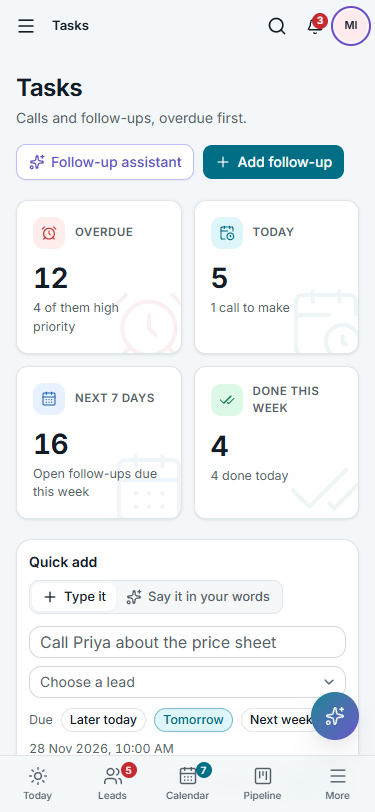 Tasks
3
MI
Tasks
Calls and follow-ups, overdue first.
Follow-up assistant
Add follow-up
OVERDUE
12
4 of them high
priority
TODAY
5
1 call to make
NEXT 7 DAYS
16
Open follow-ups due
this week
DONE THIS
WEEK
4
4 done today
Quick add
Type it
Say it in your words
Call Priya about the price sheet
Choose a lead
Due
Later today
Tomorrow
Next week
28 Nov 2026, 10:00 AM
Today
5
Leads
7
Calendar
Pipeline
More